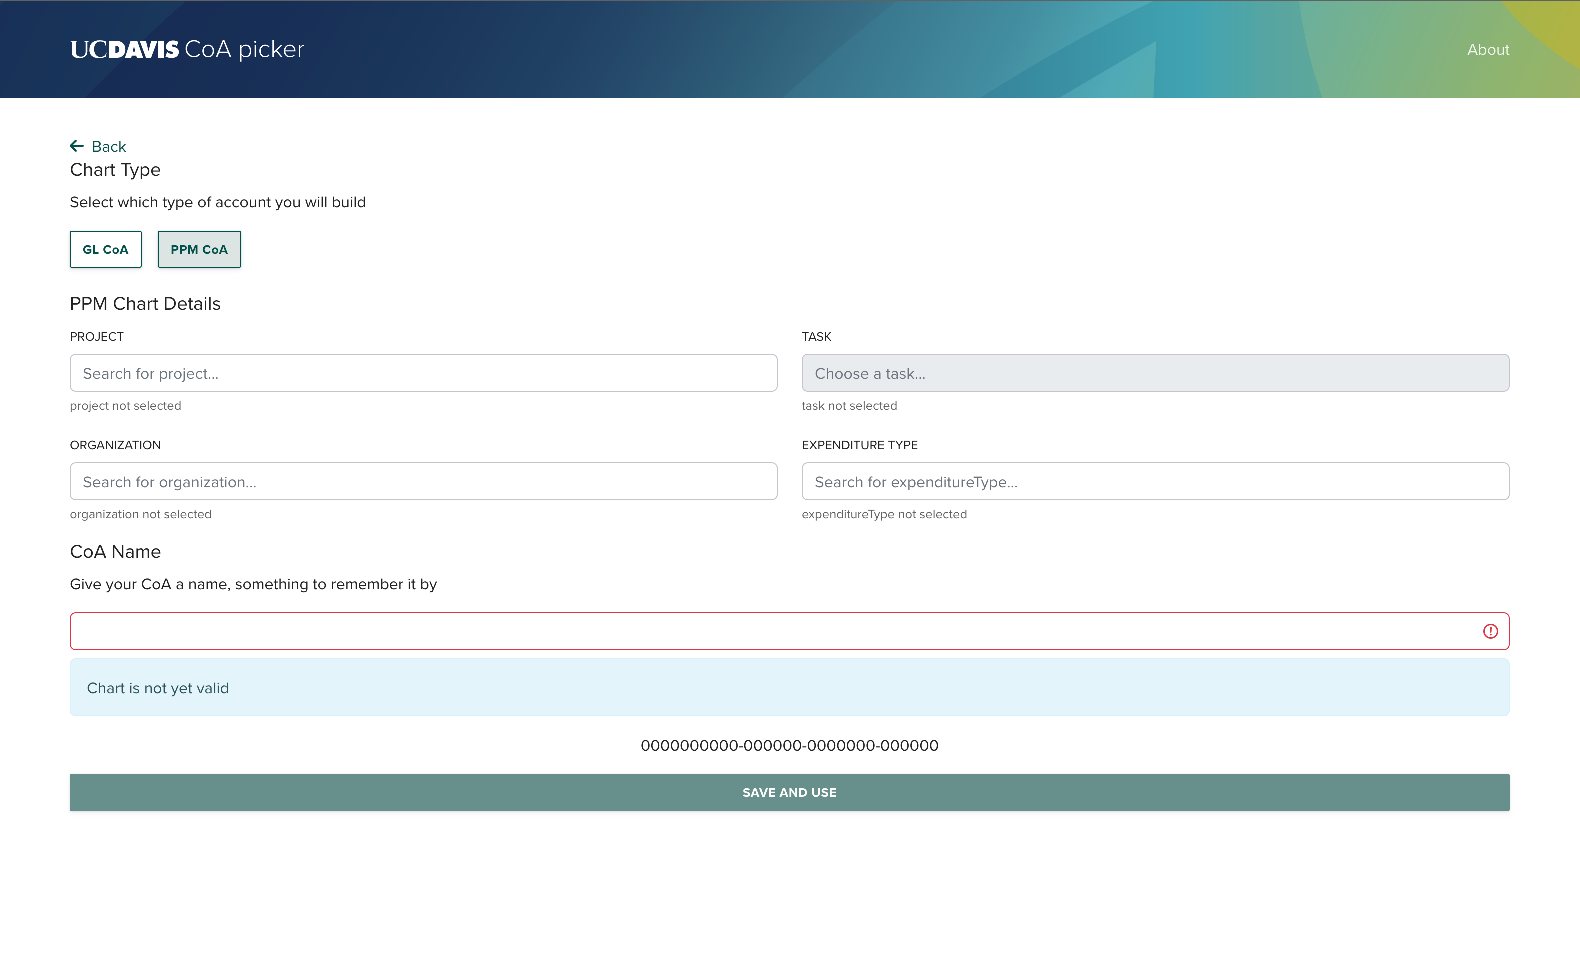 UCDAVIS CoA picker
About
Back
Chart Type
Select which type of account you will build
GL CoA
PPM CoA
PPM Chart Details
PROJECT
TASK
Search for project...
Choose a task...
project not selected
task not selected
ORGANIZATION
EXPENDITURE TYPE
Search for organization...
Search for expenditureType...
organization not selected
expenditureType not selected
CoA Name
Give your CoA a name, something to remember it by
Chart is not yet valid
0000000000-000000-0000000-000000
SAVE AND USE